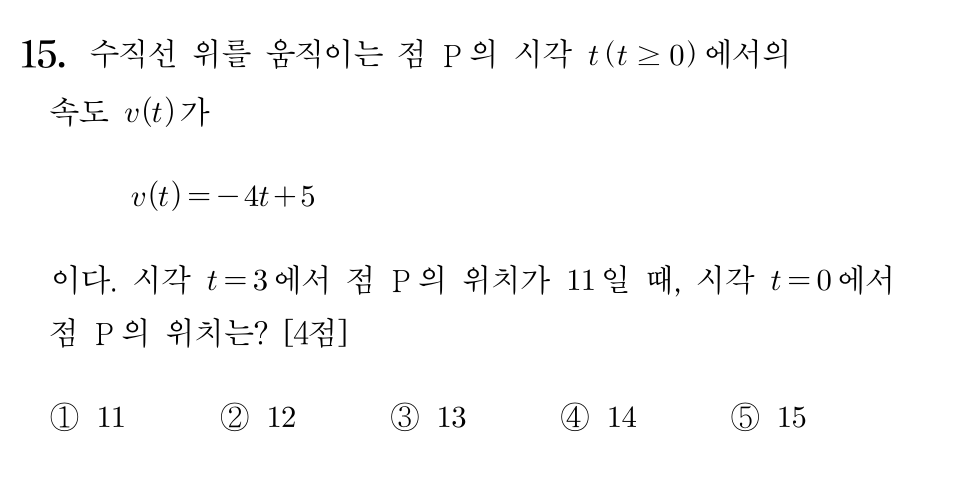 15. 수직선 위를 움직이는 점 P의 시각 t(t≥0)에서의
속도 v(t)가
v(t)=−4t+5
이다. 시각 t=3에서 점 P의 위치가 11일 때, 시각 t=0에서
점 P의 위치는? [4점]
① 11 ② 12 ③ 13 ④ 14 ⑤ 15